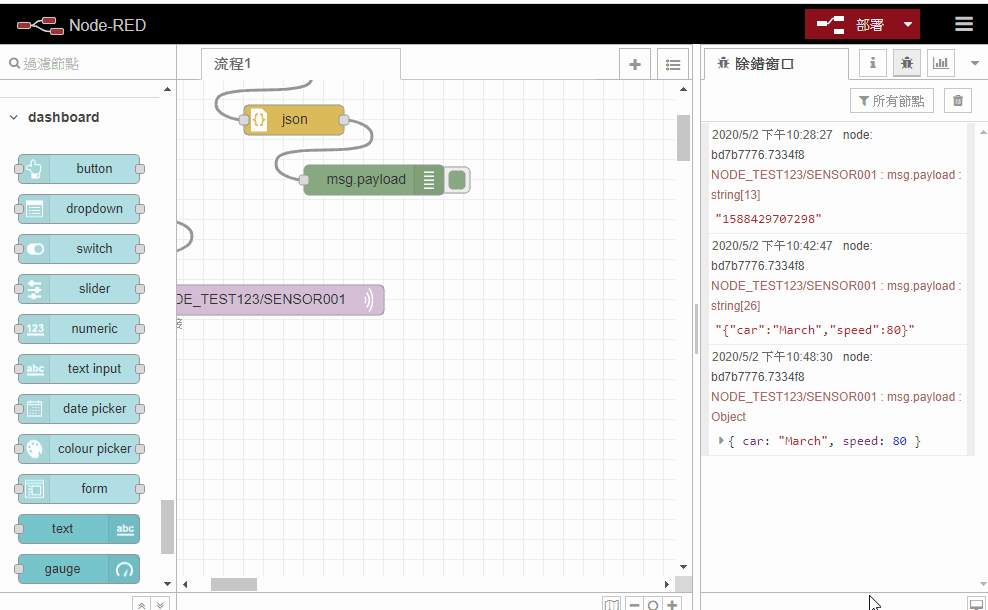 Node-RED
部署
過濾節點
流程1
除錯窗口
所有節點
dashboard
button
dropdown
switch
slider
123 numeric
abc text input
date picker
colour picker
form
text abc
gauge
{} json
msg.payload
DE_TEST123/SENSOR001
2020/5/2 下午10:28:27 node:
bd7b7776.7334f8
NODE_TEST123/SENSOR001 : msg.payload :
string[13]
"1588429707298"
2020/5/2 下午10:42:47 node:
bd7b7776.7334f8
NODE_TEST123/SENSOR001 : msg.payload :
string[26]
"{"car":"March","speed":80}"
2020/5/2 下午10:48:30 node:
bd7b7776.7334f8
NODE_TEST123/SENSOR001 : msg.payload :
Object
{ car: "March", speed: 80 }